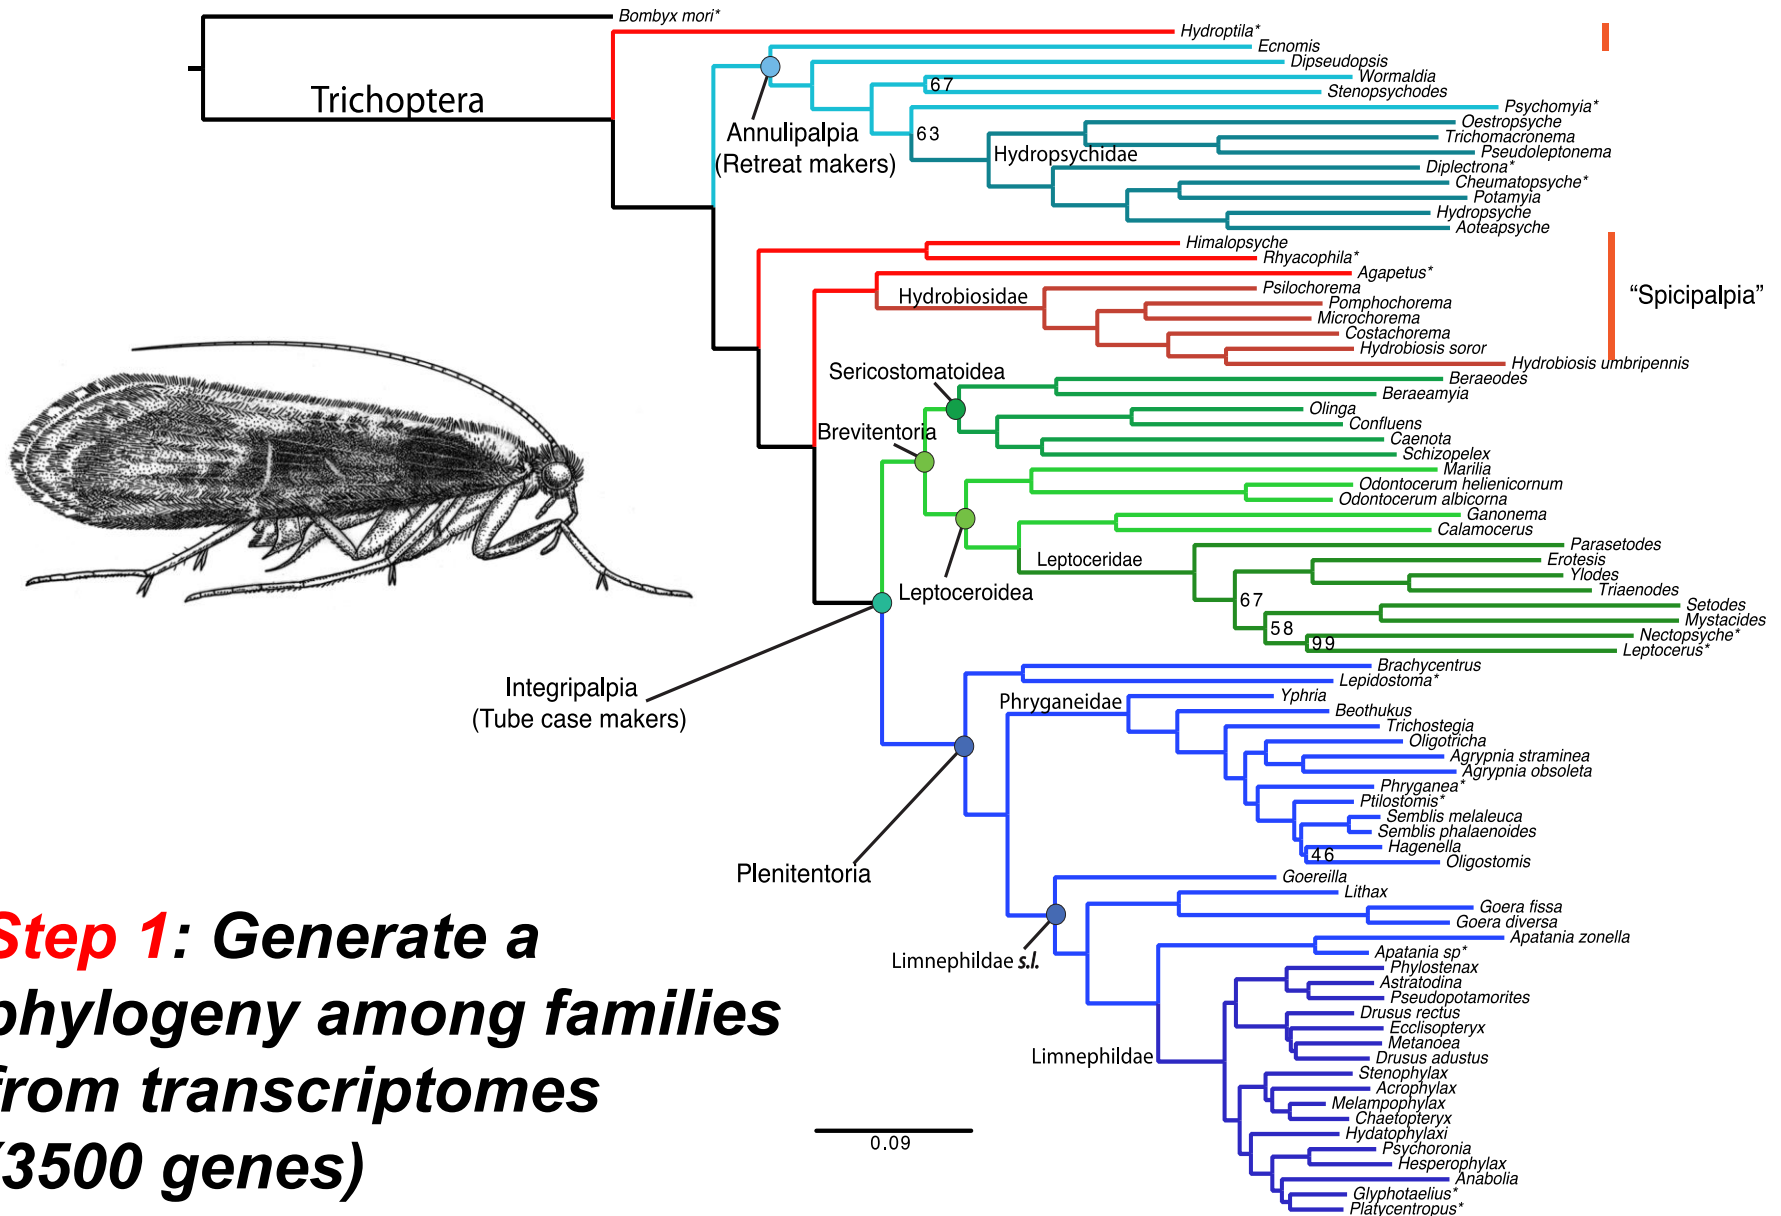 Bombyx mori*
Hydroptila*
Ecnomis
Dipseudopsis
Wormaldia
67
Stenopsychodes
Trichoptera
Psychomyia*
Oestropsyche
63
Annulipalpia
(Retreat makers)
Trichomacronema
Hydropsychidae
Pseudoleptonema
Diplectrona*
Cheumatopsyche*
Potamyia
Hydropsyche
Aoteapsyche
Himalopsyche
Rhyacophila*
Agapetus*
Psilochorema
Hydrobiosidae
"Spicipalpia"
Pomphochorema
Microchorema
Costachorema
Hydrobiosis soror
Hydrobiosis umbripennis
Sericostomatoidea
Beraeodes
Beraeamyia
Olinga
Confluens
Brevitentoria
Caenota
Schizopelex
Marilia
Odontocerum helienicornum
Odontocerum albicorna
Ganonema
Calamocerus
Parasetodes
Leptoceridae
Erotesis
Ylodes
Triaenodes
Leptoceroidea
67
Setodes
Mystacides
58
Nectopsyche*
99
Leptocerus*
Brachycentrus
Lepidostoma*
Integripalpia
(Tube case makers)
Yphria
Phryganeidae
Beothukus
Trichostegia
Oligotricha
Agrypnia straminea
Agrypnia obsoleta
Phryganea*
Ptilostomis*
Semblis melaleuca
Semblis phalaenoides
Hagenella
46
Oligostomis
Plenitentoria
Goereilla
Lithax
Goera fissa
Goera diversa
Apatania zonella
Apatania sp*
Limnephildae s.l.
Phylostenax
Astratodina
Pseudopotamorites
Drusus rectus
Ecclisopteryx
Metanoea
Drusus adustus
Limnephildae
Stenophylax
Acrophylax
Melampophylax
Chaetopteryx
Hydatophylaxi
Psychoronia
Hesperophylax
Anabolia
Glyphotaelius*
Platycentropus*
0.09
Step 1: Generate a
phylogeny among families
from transcriptomes
(3500 genes)